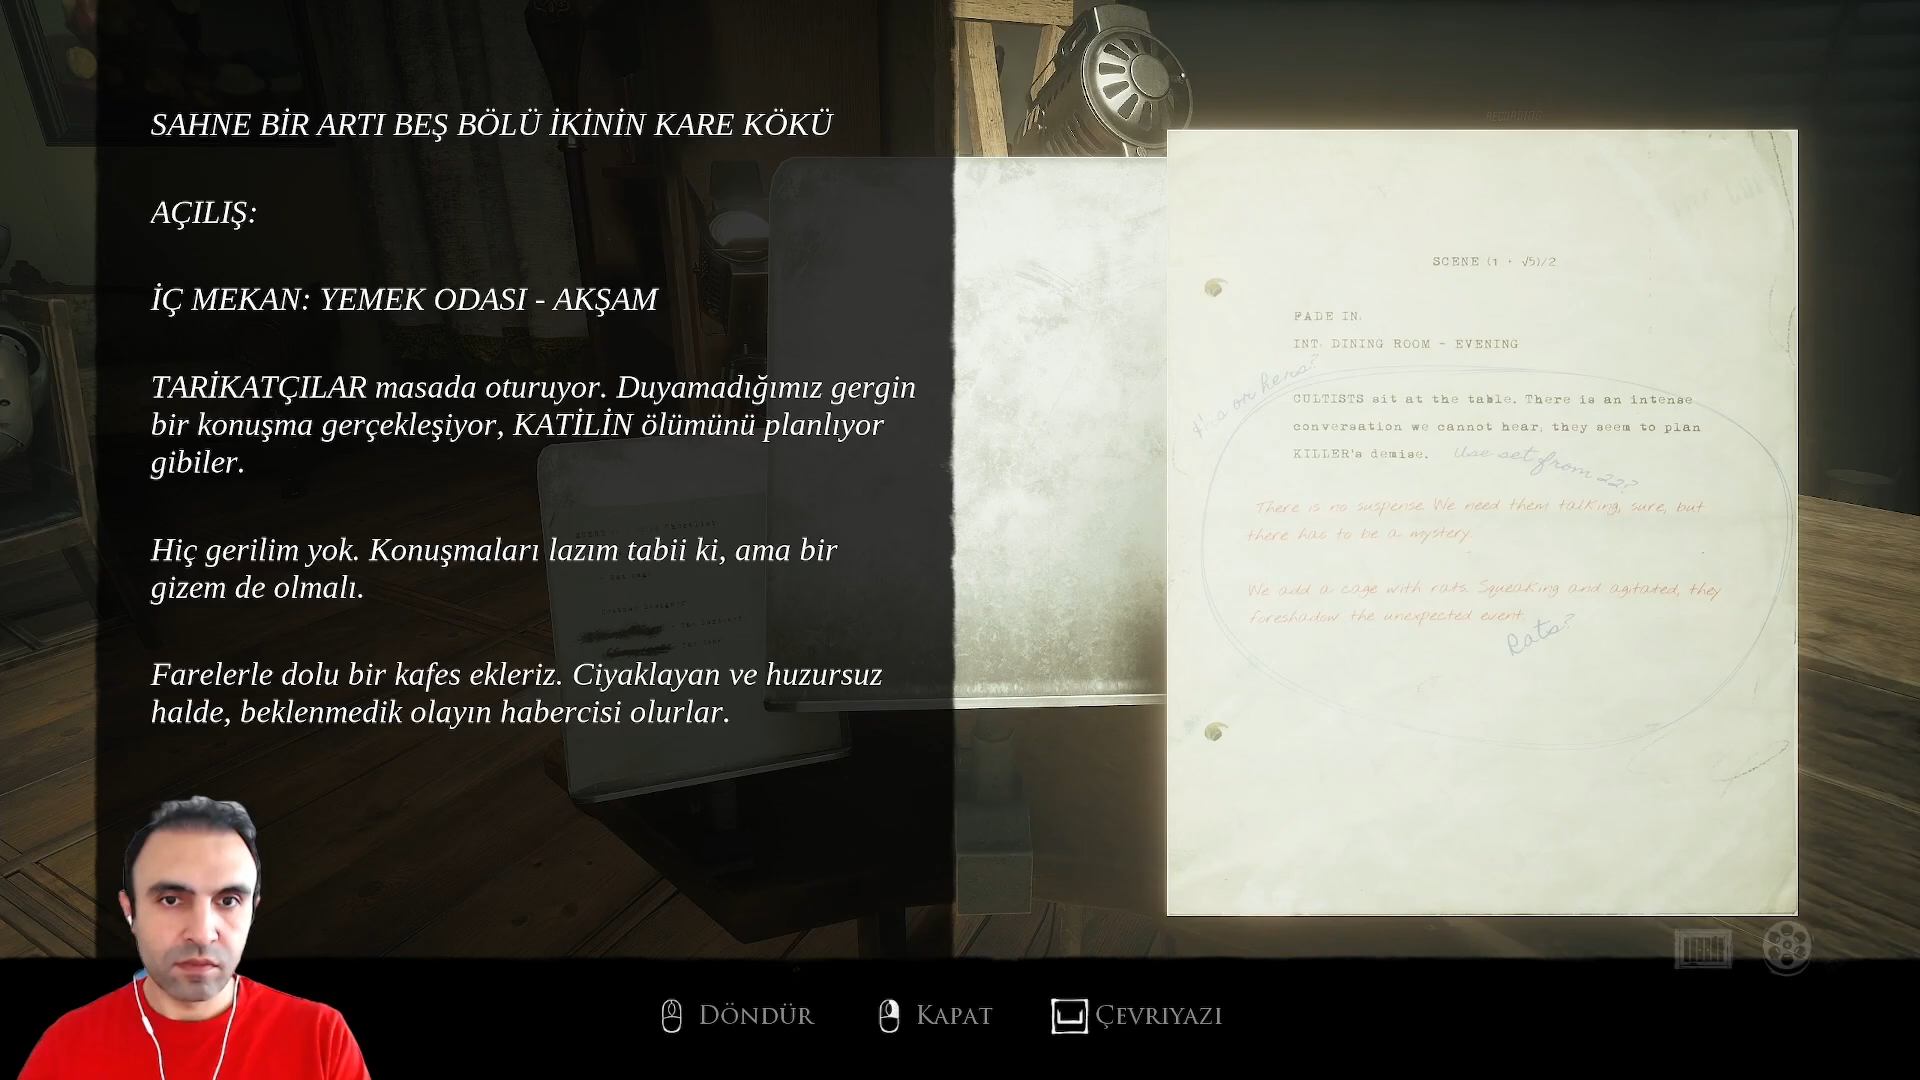 SAHNE BİR ARTI BEŞ BÖLÜ İKİNİN KARE KÖKÜ
AÇILIŞ:
İÇ MEKAN: YEMEK ODASI - AKŞAM
TARİKATÇILAR masada oturuyor. Duyamadığımız gergin
bir konuşma gerçekleşiyor, KATİLİN ölümünü planlıyor
gibiler.
Hiç gerilim yok. Konuşmaları lazım tabii ki, ama bir
gizem de olmalı.
Farelerle dolu bir kafes ekleriz. Ciyaklayan ve huzursuz
halde, beklenmedik olayın habercisi olurlar.
RECORDING
SCENE (1 + √5)/2
FADE IN:
INT. DINING ROOM - EVENING
his or hers?
CULTISTS sit at the table. There is an intense
conversation we cannot hear, they seem to plan
KILLER's demise.
Use set from 22?
There is no suspense. We need them talking, sure, but
there has to be a mystery.
We add a cage with rats. Squeaking and agitated, they
foreshadow the unexpected event.
Rats?
DÖNDÜR
KAPAT
ÇEVRIYAZI